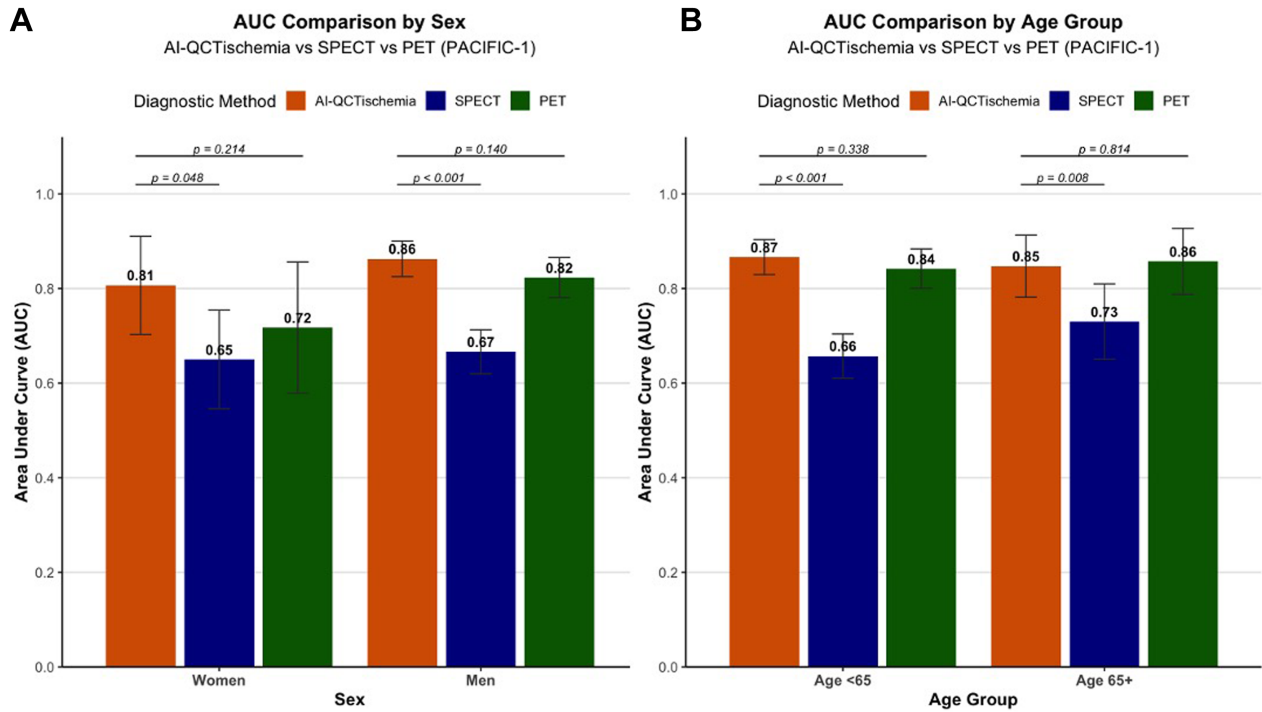 A
AUC Comparison by Sex
AI-QCTischemia vs SPECT vs PET (PACIFIC-1)
Diagnostic Method AI-QCTischemia SPECT PET
p = 0.214
p = 0.140
p = 0.048
p < 0.001
1.0
0.8
0.6
0.4
0.2
0.0
Area Under Curve (AUC)
0.81
0.65
0.72
0.86
0.67
0.82
Women
Men
Sex
B
AUC Comparison by Age Group
AI-QCTischemia vs SPECT vs PET (PACIFIC-1)
Diagnostic Method AI-QCTischemia SPECT PET
p = 0.338
p = 0.814
p < 0.001
p = 0.008
1.0
0.8
0.6
0.4
0.2
0.0
Area Under Curve (AUC)
0.87
0.66
0.84
0.85
0.73
0.86
Age <65
Age 65+
Age Group